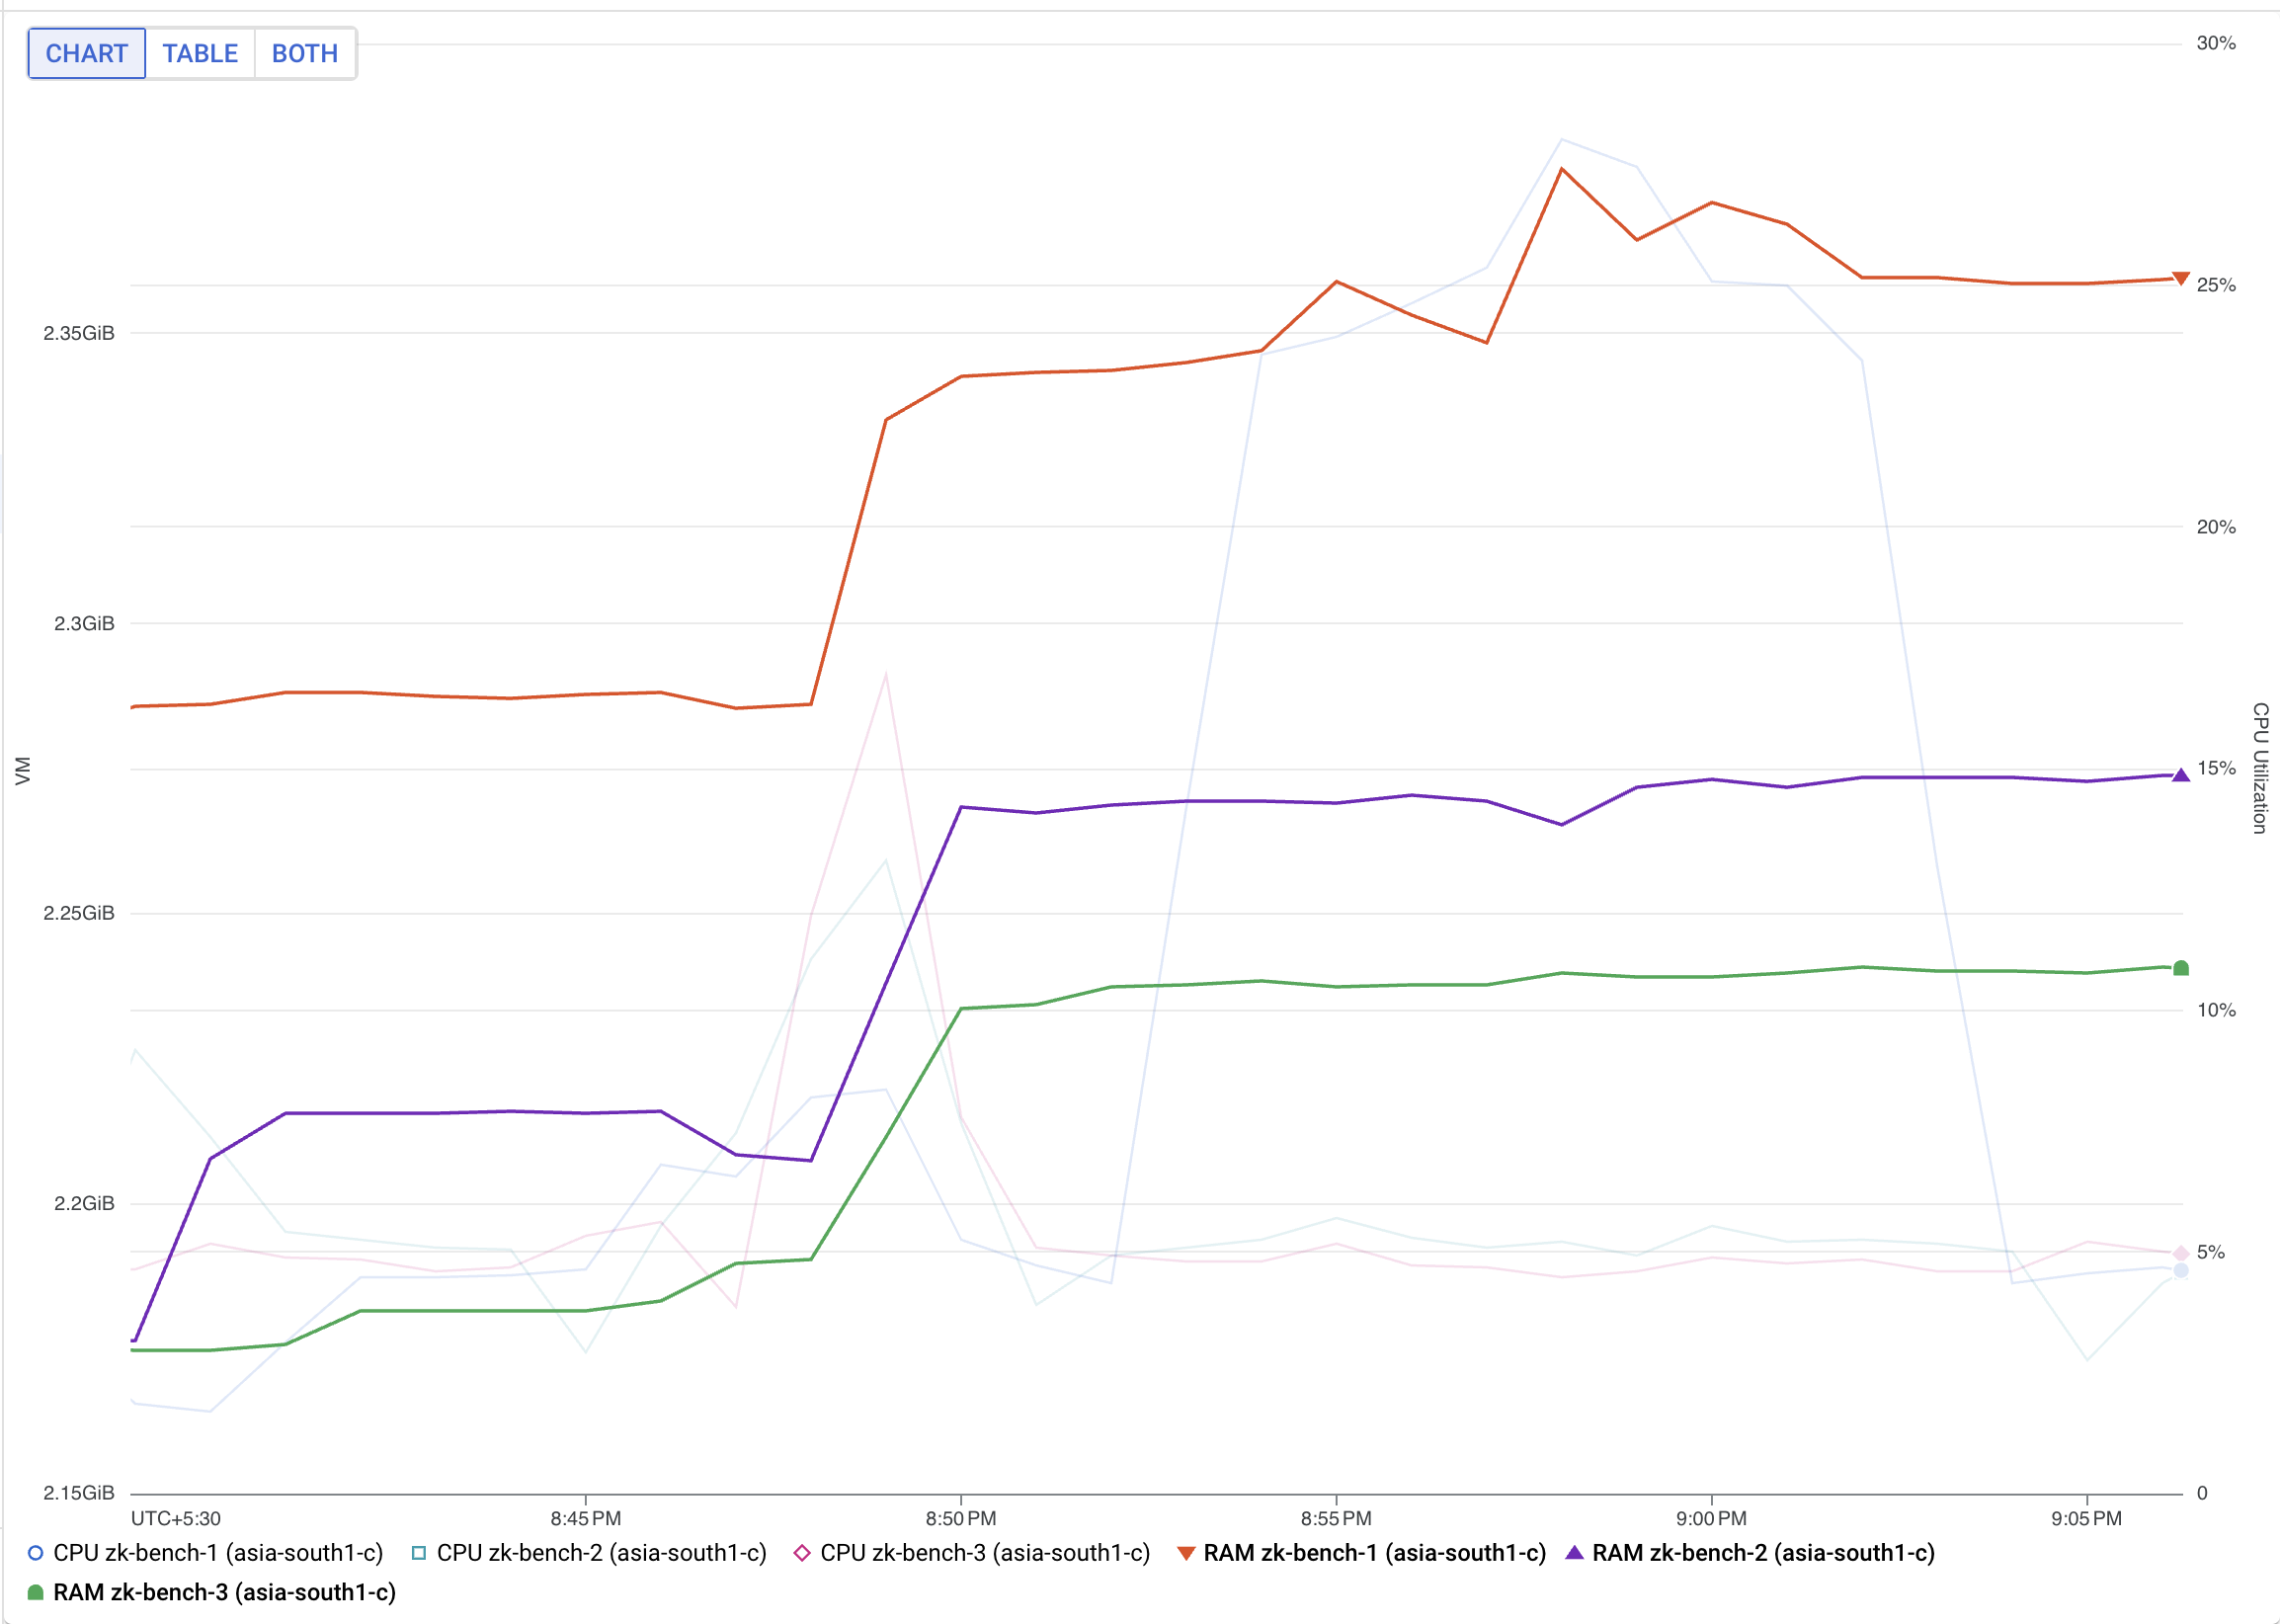 CHART TABLE BOTH
30%
25%
2.35GiB
20%
2.3GiB
VM
15%
CPU Utilization
2.25GiB
10%
2.2GiB
5%
2.15GiB
0
UTC+5:30 8:45 PM 8:50 PM 8:55 PM 9:00 PM 9:05 PM
CPU zk-bench-1 (asia-south1-c) CPU zk-bench-2 (asia-south1-c) CPU zk-bench-3 (asia-south1-c) RAM zk-bench-1 (asia-south1-c) RAM zk-bench-2 (asia-south1-c)
RAM zk-bench-3 (asia-south1-c)